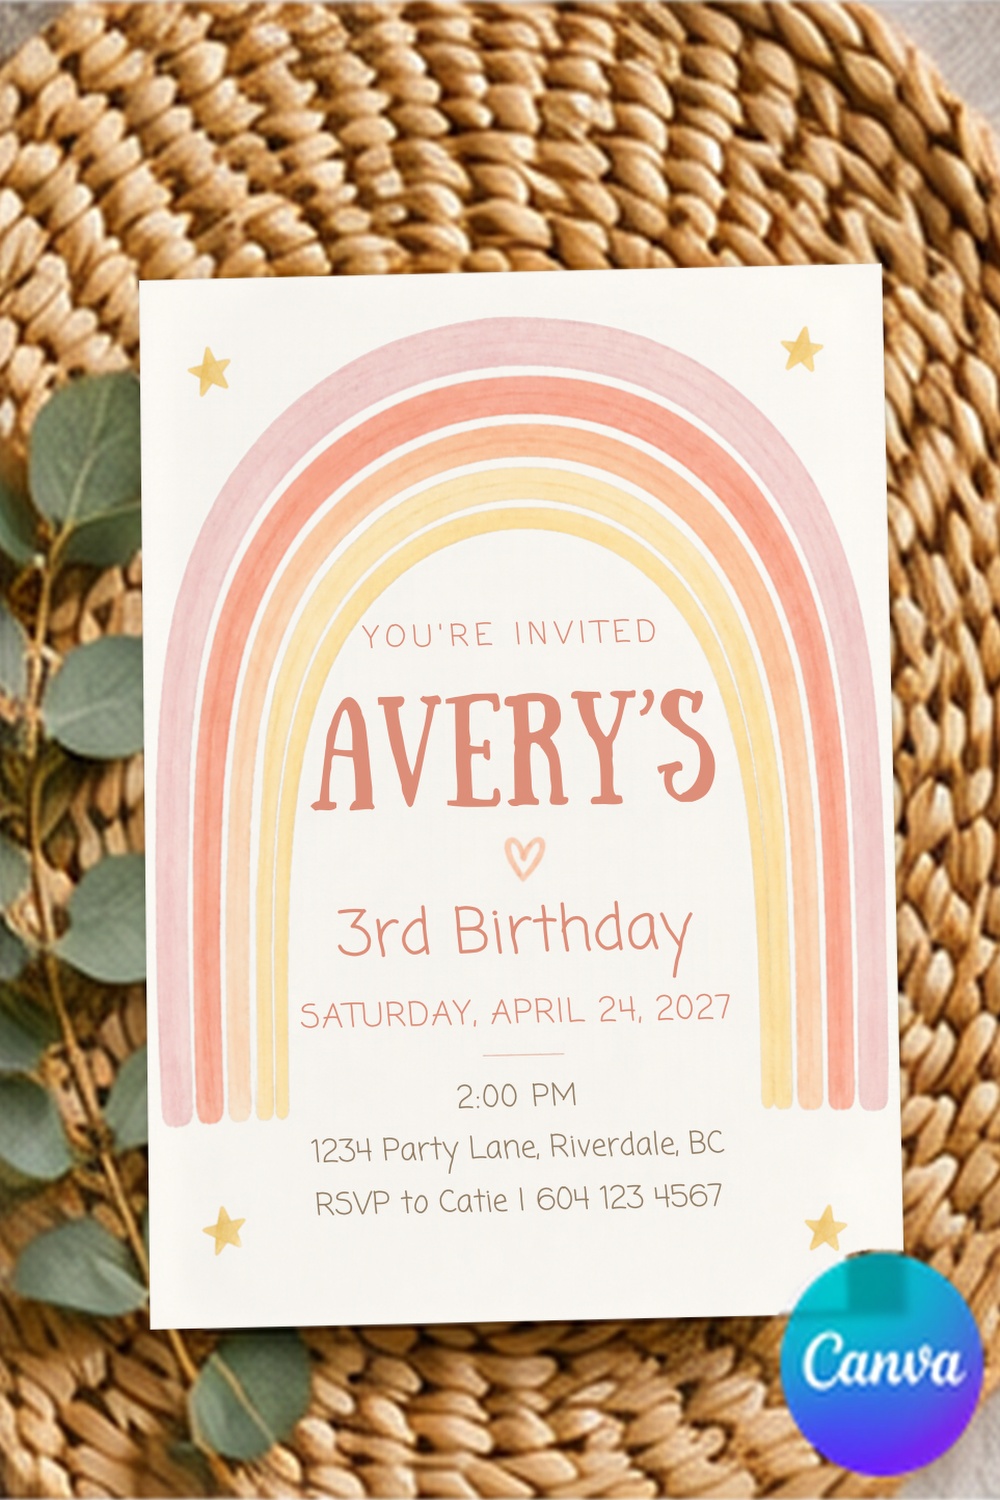 YOU'RE INVITED
AVERY'S
3rd Birthday
SATURDAY, APRIL 24, 2027
2:00 PM
1234 Party Lane, Riverdale, BC
RSVP to Catie | 604 123 4567
Canva